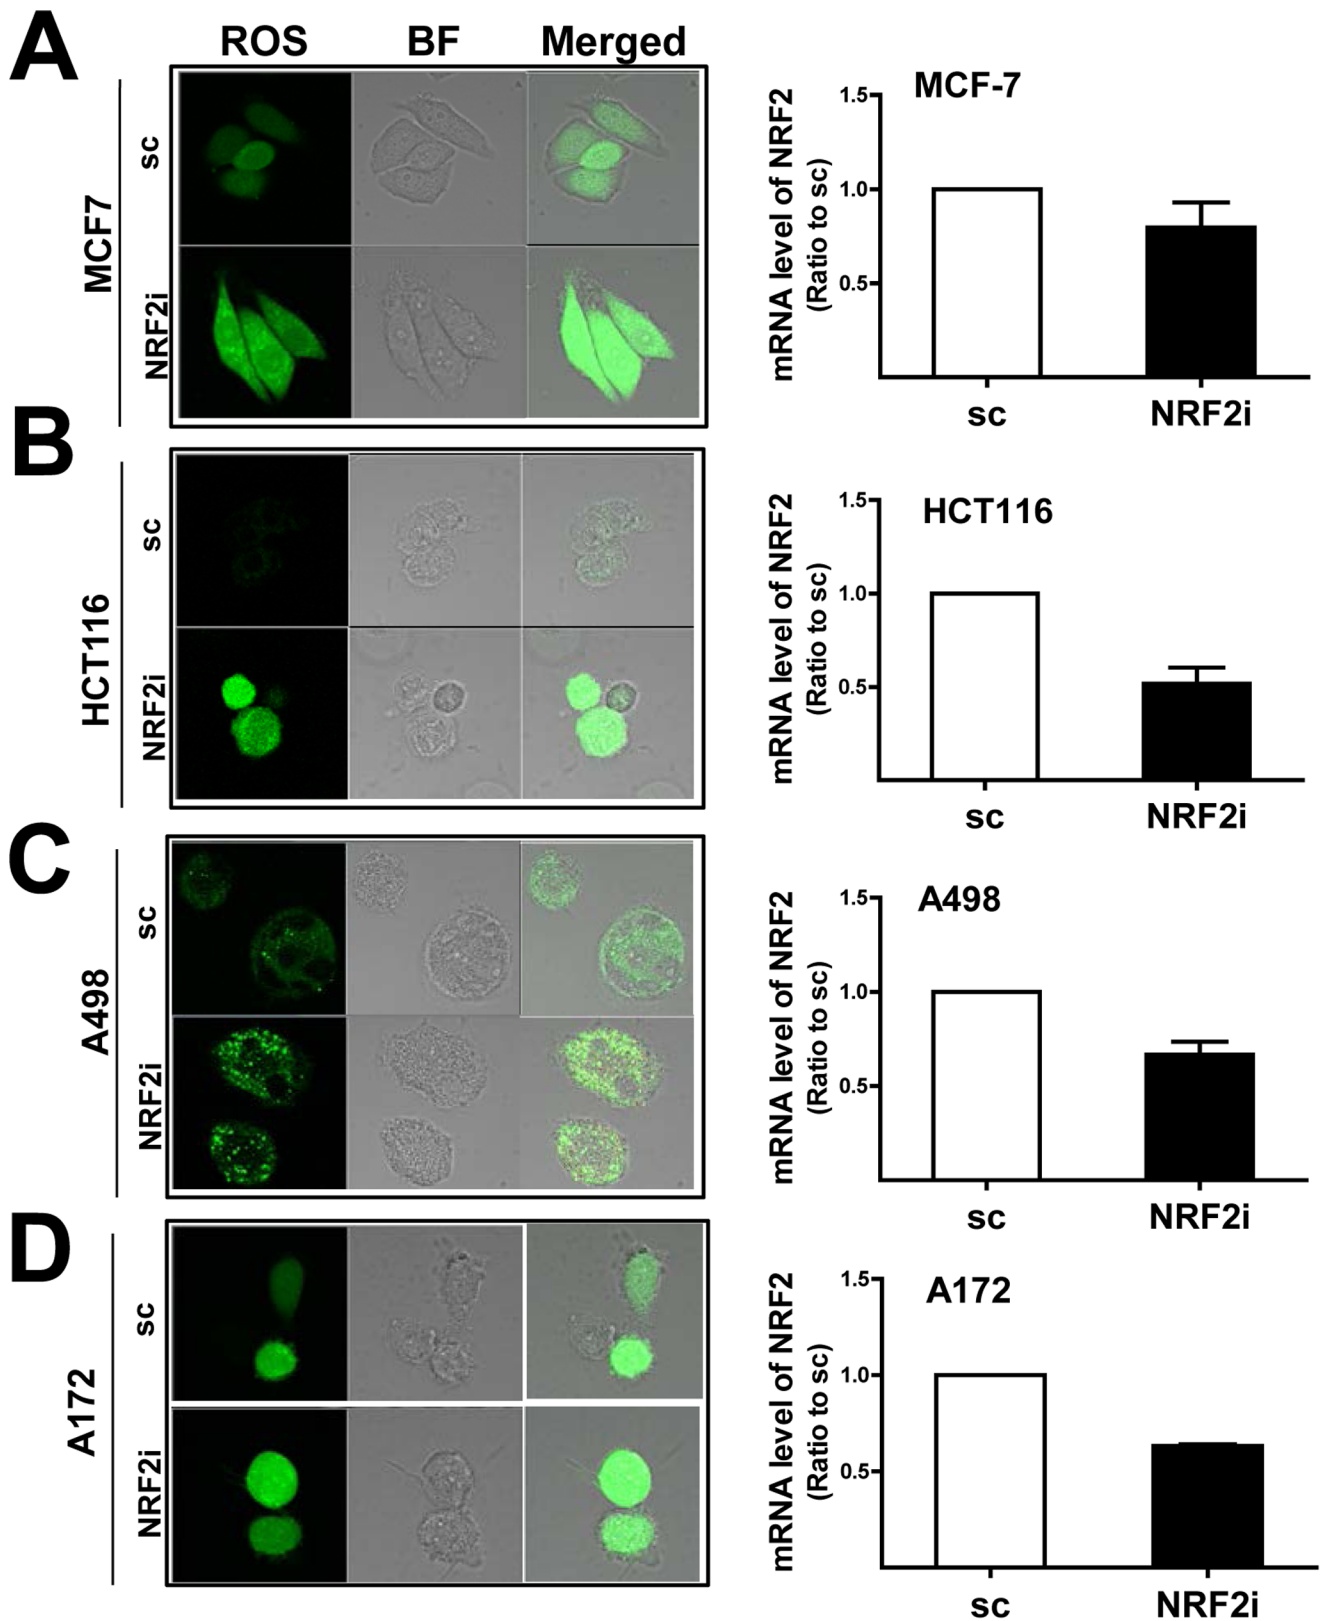 A
ROS BF Merged
MCF7
sc
NRF2i
MCF-7
mRNA level of NRF2
(Ratio to sc)
1.5
1.0
0.5
sc NRF2i
B
HCT116
sc
NRF2i
HCT116
mRNA level of NRF2
(Ratio to sc)
1.5
1.0
0.5
sc NRF2i
C
A498
sc
NRF2i
A498
mRNA level of NRF2
(Ratio to sc)
1.5
1.0
0.5
sc NRF2i
D
A172
sc
NRF2i
A172
mRNA level of NRF2
(Ratio to sc)
1.5
1.0
0.5
sc NRF2i